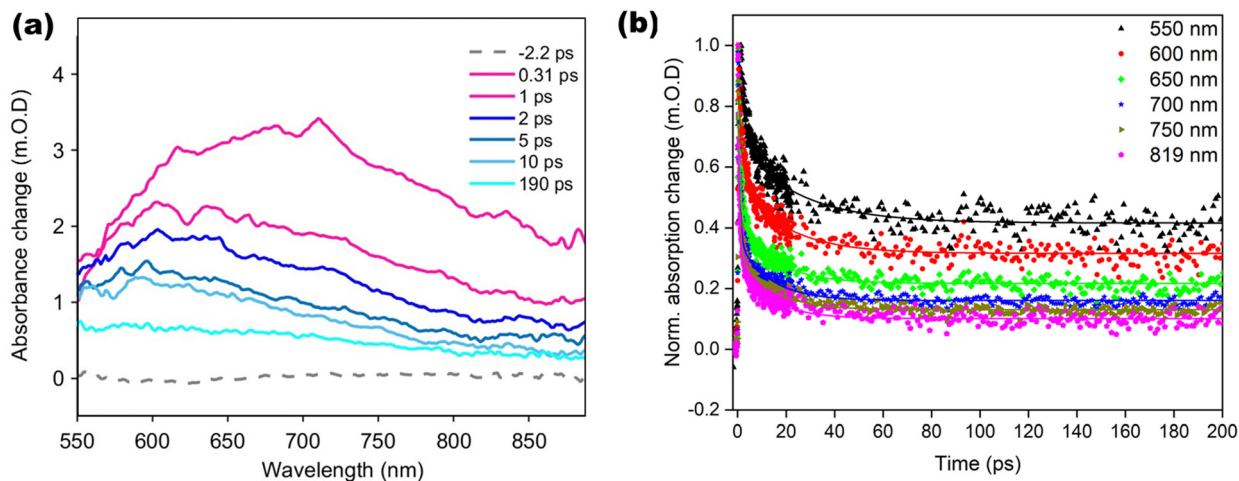 (a)
-2.2 ps
0.31 ps
1 ps
2 ps
5 ps
10 ps
190 ps
4
3
2
1
0
Absorbance change (m.O.D)
550 600 650 700 750 800 850
Wavelength (nm)
(b)
550 nm
600 nm
650 nm
700 nm
750 nm
819 nm
1.0
0.8
0.6
0.4
0.2
0.0
-0.2
Norm. absorption change (m.O.D)
0 20 40 60 80 100 120 140 160 180 200
Time (ps)